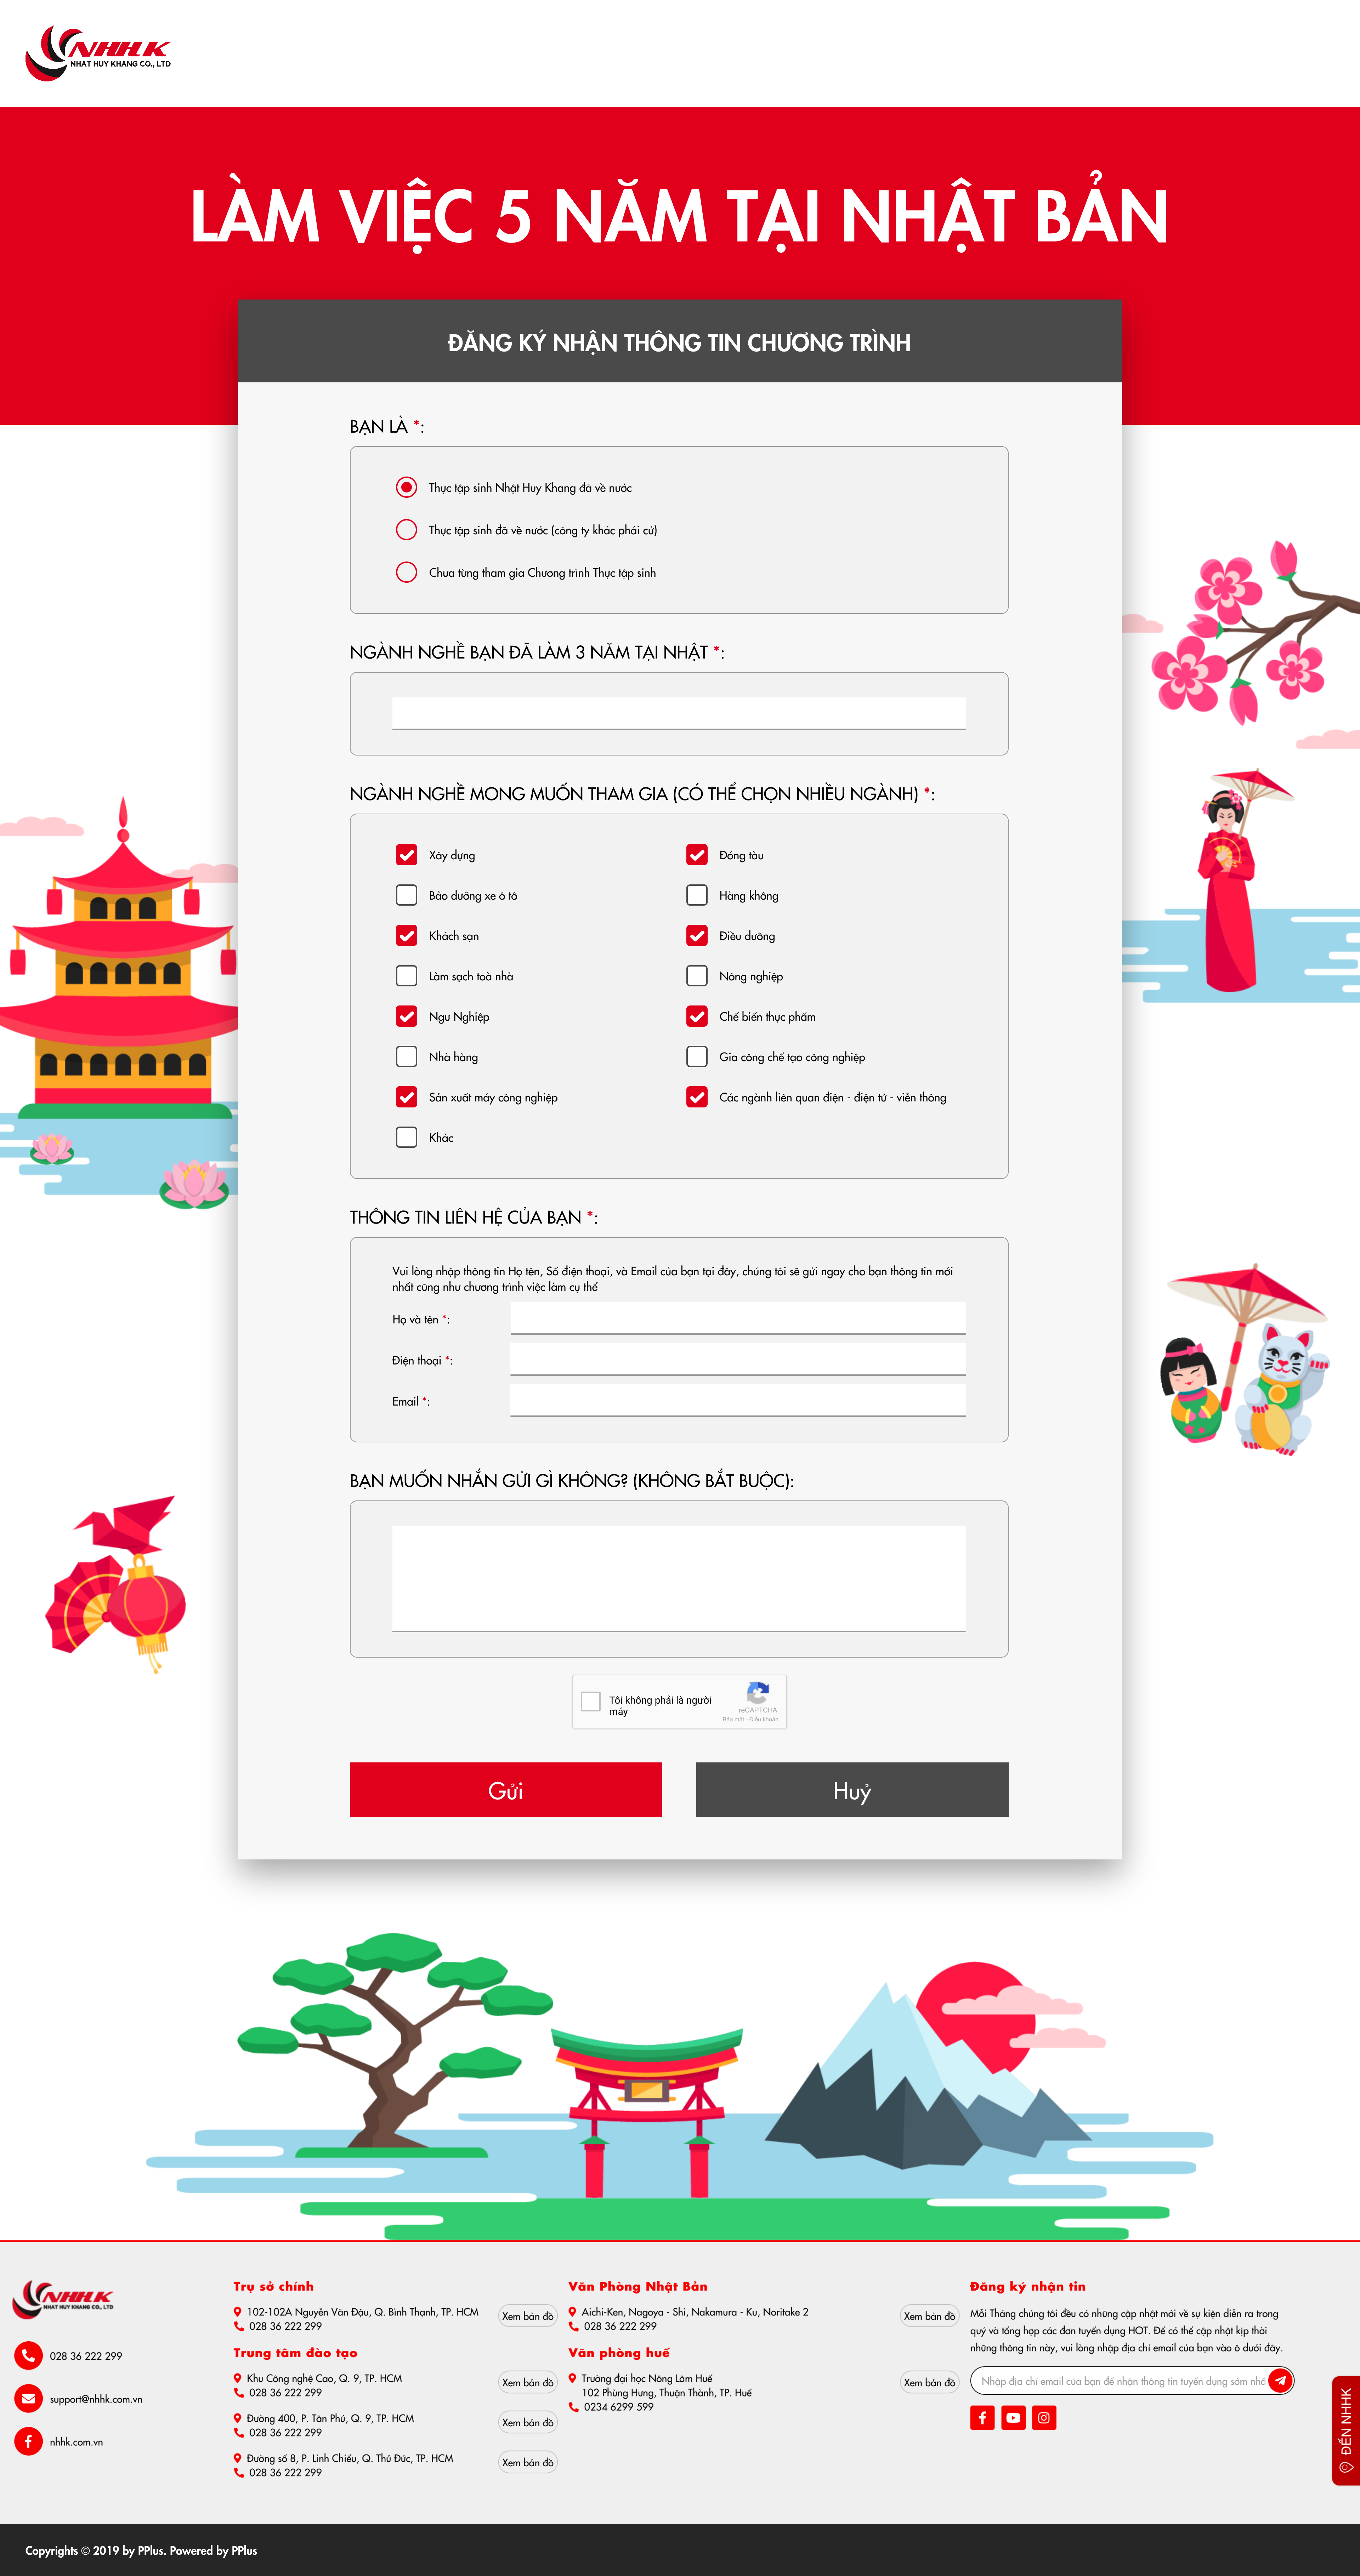 NHHK
NHAT HUY KHANG CO., LTD
LÀM VIỆC 5 NĂM TẠI NHẬT BẢN
ĐĂNG KÝ NHẬN THÔNG TIN CHƯƠNG TRÌNH
BẠN LÀ *:
Thực tập sinh Nhật Huy Khang đã về nước
Thực tập sinh đã về nước (công ty khác phái cử)
Chưa từng tham gia Chương trình Thực tập sinh
NGÀNH NGHỀ BẠN ĐÃ LÀM 3 NĂM TẠI NHẬT *:
NGÀNH NGHỀ MONG MUỐN THAM GIA (CÓ THỂ CHỌN NHIỀU NGÀNH) *:
Xây dựng
Đóng tàu
Bảo dưỡng xe ô tô
Hàng không
Khách sạn
Điều dưỡng
Làm sạch toà nhà
Nông nghiệp
Ngư Nghiệp
Chế biến thực phẩm
Nhà hàng
Gia công chế tạo công nghiệp
Sản xuất máy công nghiệp
Các ngành liên quan điện - điện tử - viễn thông
Khác
THÔNG TIN LIÊN HỆ CỦA BẠN *:
Vui lòng nhập thông tin Họ tên, Số điện thoại, và Email của bạn tại đây, chúng tôi sẽ gửi ngay cho bạn thông tin mới
nhất cũng như chương trình việc làm cụ thể
Họ và tên *:
Điện thoại *:
Email *:
BẠN MUỐN NHẮN GỬI GÌ KHÔNG? (KHÔNG BẮT BUỘC):
Tôi không phải là người
máy
reCAPTCHA
Bảo mật - Điều khoản
Gửi
Huỷ
NHHK
NHAT HUY KHANG CO., LTD
028 36 222 299
support@nhhk.com.vn
nhhk.com.vn
Trụ sở chính
102-102A Nguyễn Văn Đậu, Q. Bình Thạnh, TP. HCM
028 36 222 299
Xem bản đồ
Trung tâm đào tạo
Khu Công nghệ Cao, Q. 9, TP. HCM
028 36 222 299
Xem bản đồ
Đường 400, P. Tân Phú, Q. 9, TP. HCM
028 36 222 299
Xem bản đồ
Đường số 8, P. Linh Chiểu, Q. Thủ Đức, TP. HCM
028 36 222 299
Xem bản đồ
Văn Phòng Nhật Bản
Aichi-Ken, Nagoya - Shi, Nakamura - Ku, Noritake 2
028 36 222 299
Xem bản đồ
Văn phòng huế
Trường đại học Nông Lâm Huế
102 Phùng Hưng, Thuận Thành, TP. Huế
0234 6299 599
Xem bản đồ
Đăng ký nhận tin
Mỗi Tháng chúng tôi đều có những cập nhật mới về sự kiện diễn ra trong
quý và tổng hợp các đơn tuyển dụng HOT. Để có thể cập nhật kịp thời
những thông tin này, vui lòng nhập địa chỉ email của bạn vào ô dưới đây.
Nhập địa chỉ email của bạn để nhận thông tin tuyển dụng sớm nhấ
ĐẾN NHHK
Copyrights © 2019 by PPlus. Powered by PPlus